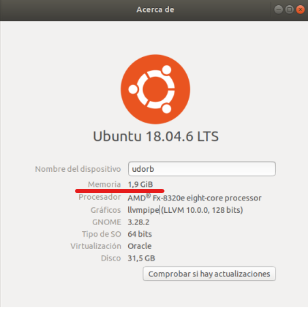 Acerca de
Ubuntu 18.04.6 LTS
Nombre del dispositivo udorb
Memoria 1,9 GiB
Procesador AMD® Fx-8320e eight-core processor
Gráficos llvmpipe (LLVM 10.0.0, 128 bits)
GNOME 3.28.2
Tipo de SO 64 bits
Virtualización Oracle
Disco 31,5 GB
Comprobar si hay actualizaciones